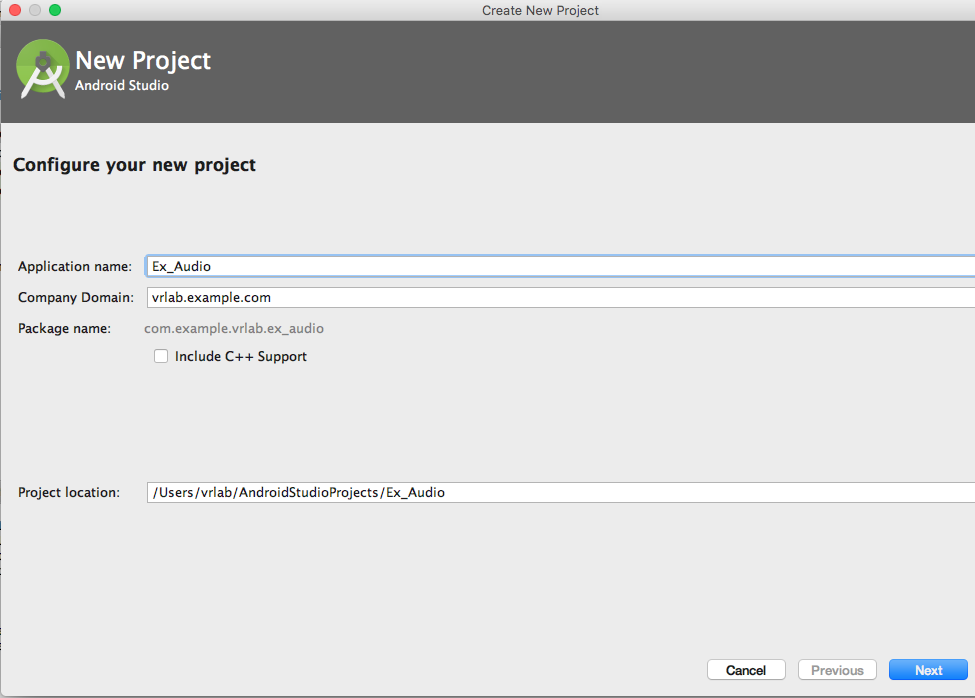 Create New Project
New Project
Android Studio
Configure your new project
Application name: Ex_Audio
Company Domain: vrlab.example.com
Package name: com.example.vrlab.ex_audio
Include C++ Support
Project location: /Users/vrlab/AndroidStudioProjects/Ex_Audio
Cancel Previous Next